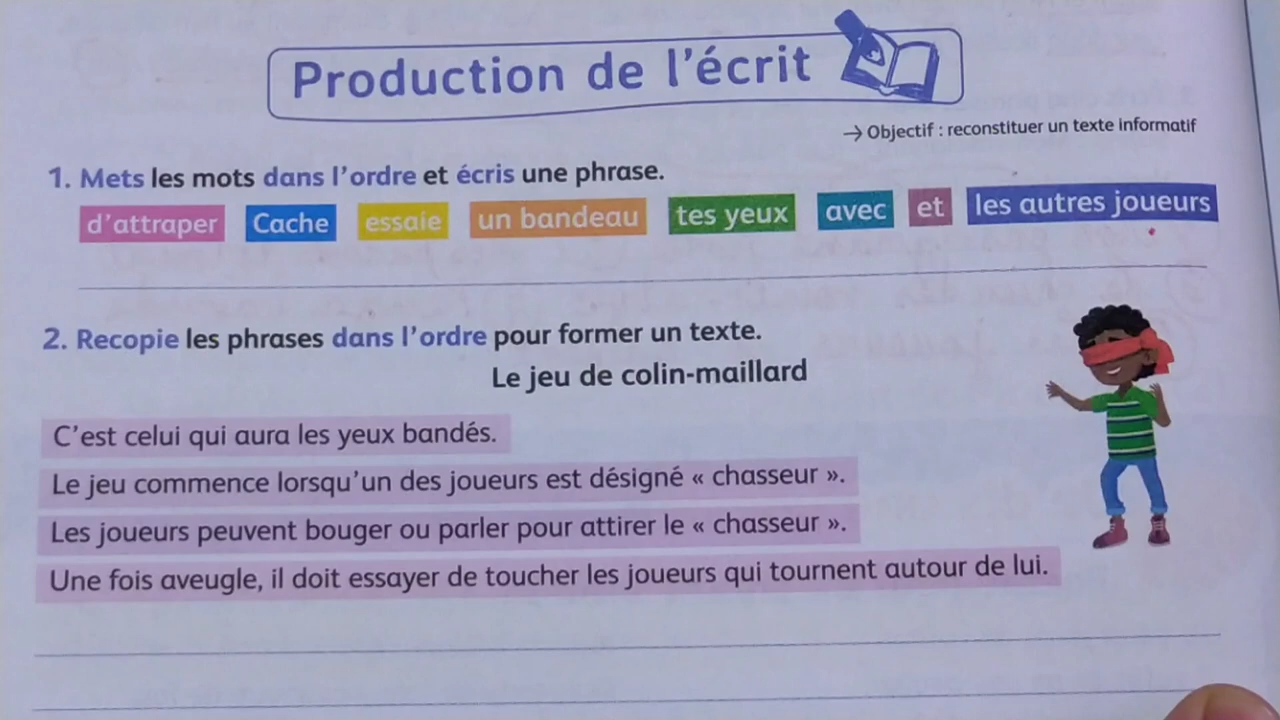 Production de l'écrit
→ Objectif : reconstituer un texte informatif
1. Mets les mots dans l'ordre et écris une phrase.
d'attraper Cache essaie un bandeau tes yeux avec et les autres joueurs
2. Recopie les phrases dans l'ordre pour former un texte.
Le jeu de colin-maillard
C'est celui qui aura les yeux bandés.
Le jeu commence lorsqu'un des joueurs est désigné « chasseur ».
Les joueurs peuvent bouger ou parler pour attirer le « chasseur ».
Une fois aveugle, il doit essayer de toucher les joueurs qui tournent autour de lui.